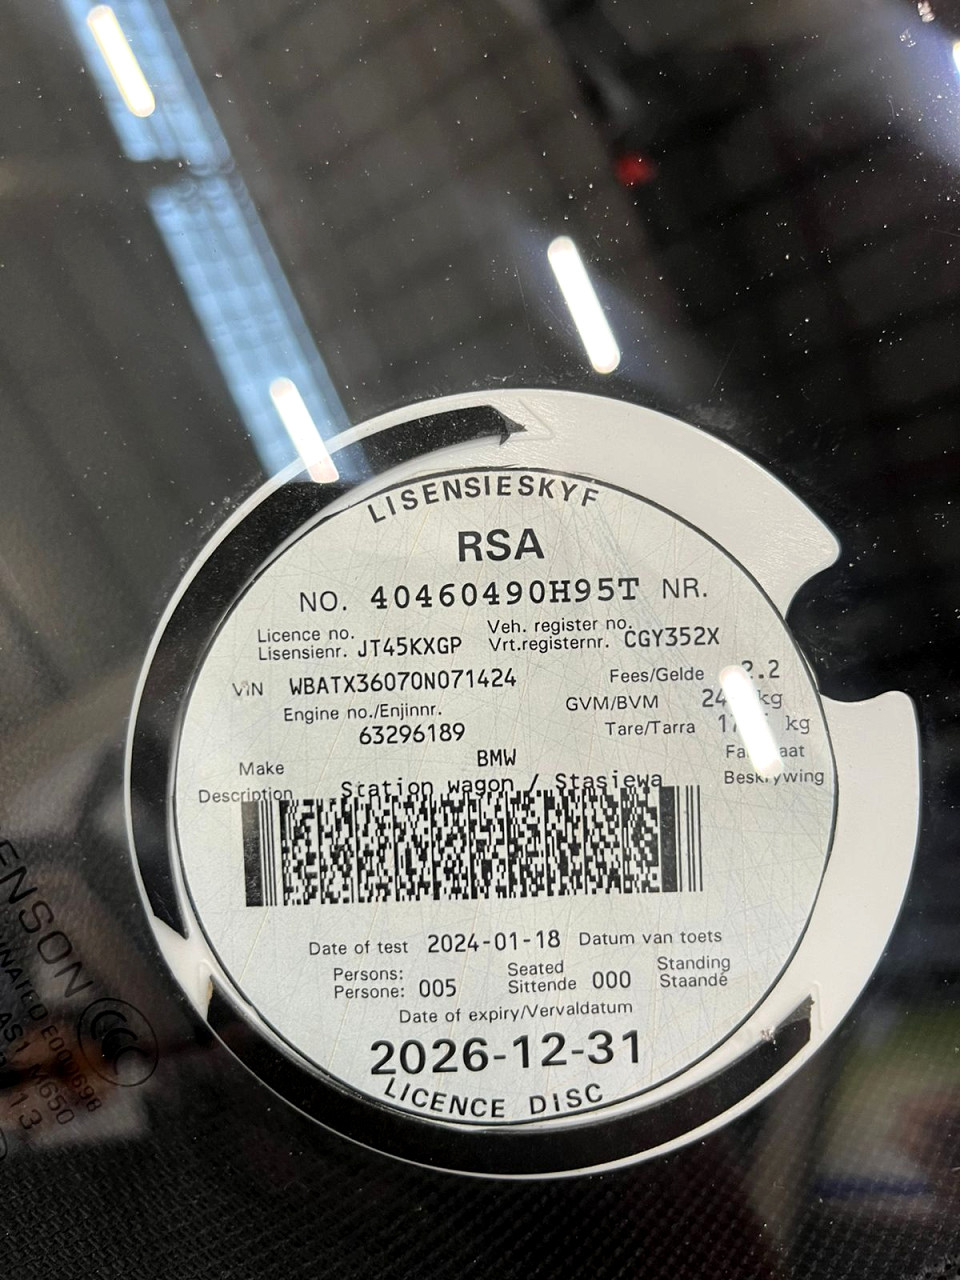 LISENSIESKYF
RSA
NO. 40460490H95T NR.
Licence no. Veh. register no.
Lisensienr. JT45KXGP Vrt.registernr. CGY352X
VIN WBATX36070N071424 Fees/Gelde
Engine no./Enjinnr. GVM/BVM kg
63296189 Tare/Tarra kg
Make BMW
Description Station wagon / Stasiewa Beskrywing
Date of test 2024-01-18 Datum van toets
Persons: Seated Standing
Persone: 005 Sittende 000 Staande
Date of expiry/Vervaldatum
2026-12-31
LICENCE DISC
ENSON
CCC
M650